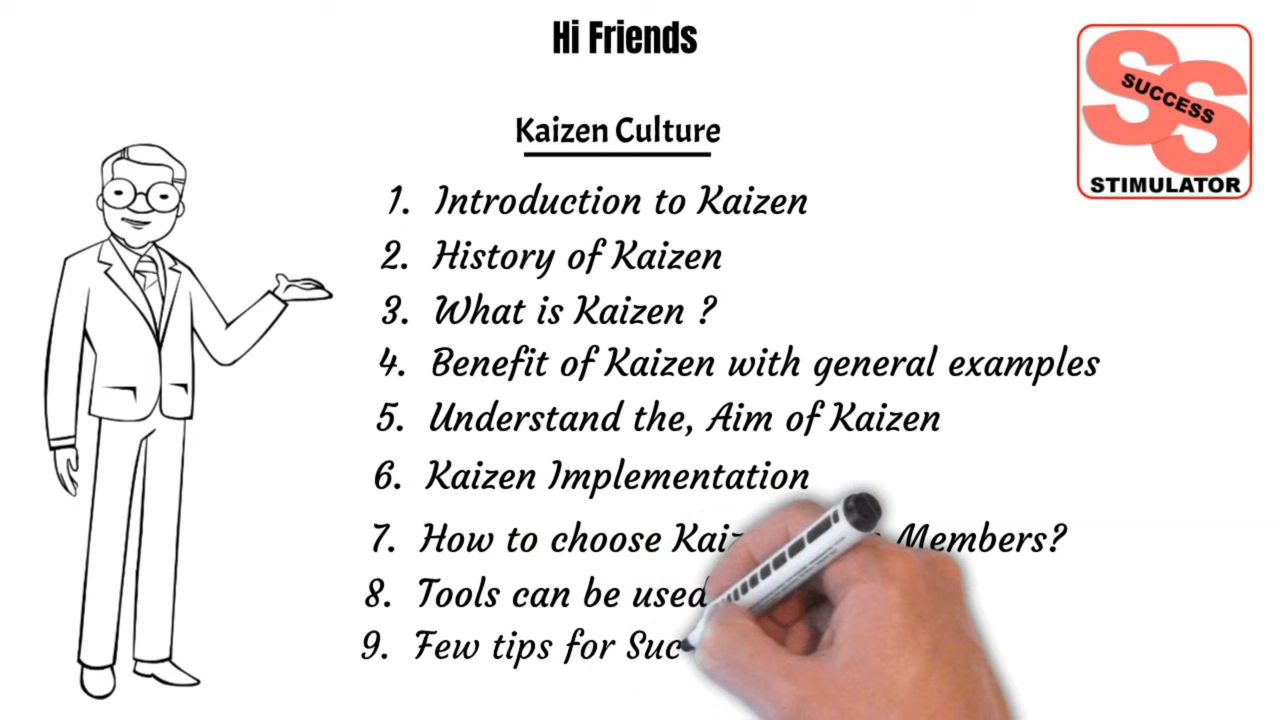 Hi Friends
SUCCESS
STIMULATOR
Kaizen Culture
1. Introduction to Kaizen
2. History of Kaizen
3. What is Kaizen ?
4. Benefit of Kaizen with general examples
5. Understand the, Aim of Kaizen
6. Kaizen Implementation
7. How to choose Members?
8. Tools can be used
9. Few tips for